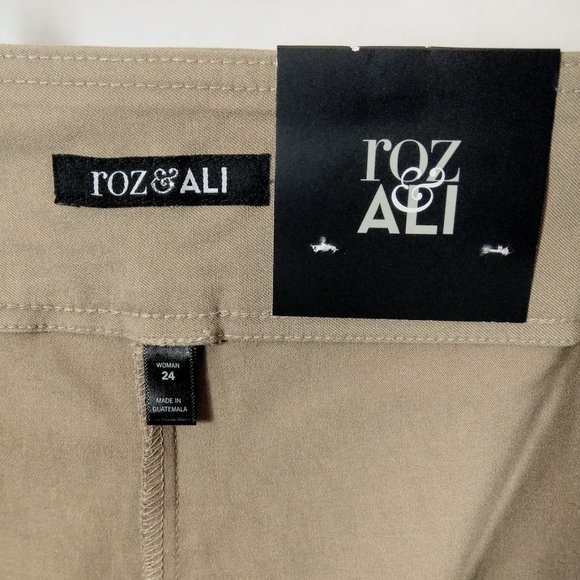 roz&ALI
roz
&
ALI
WOMAN
24
MADE IN
GUATEMALA